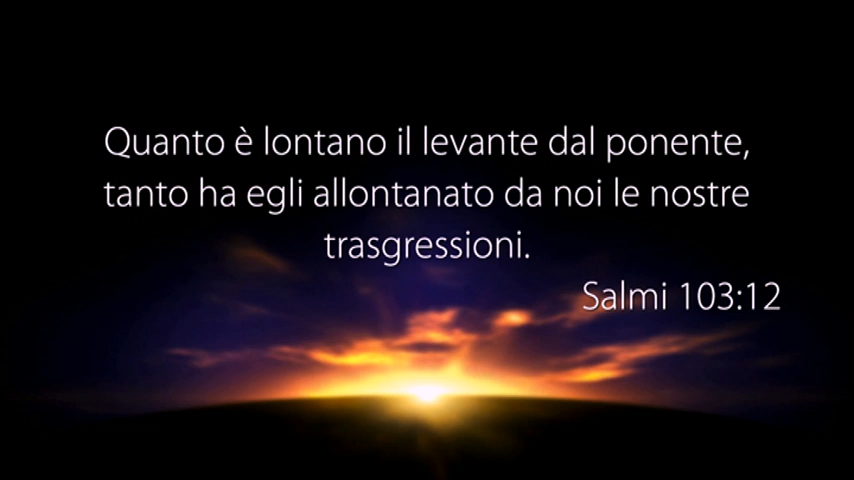 Quanto è lontano il levante dal ponente,
tanto ha egli allontanato da noi le nostre
trasgressioni.
Salmi 103:12